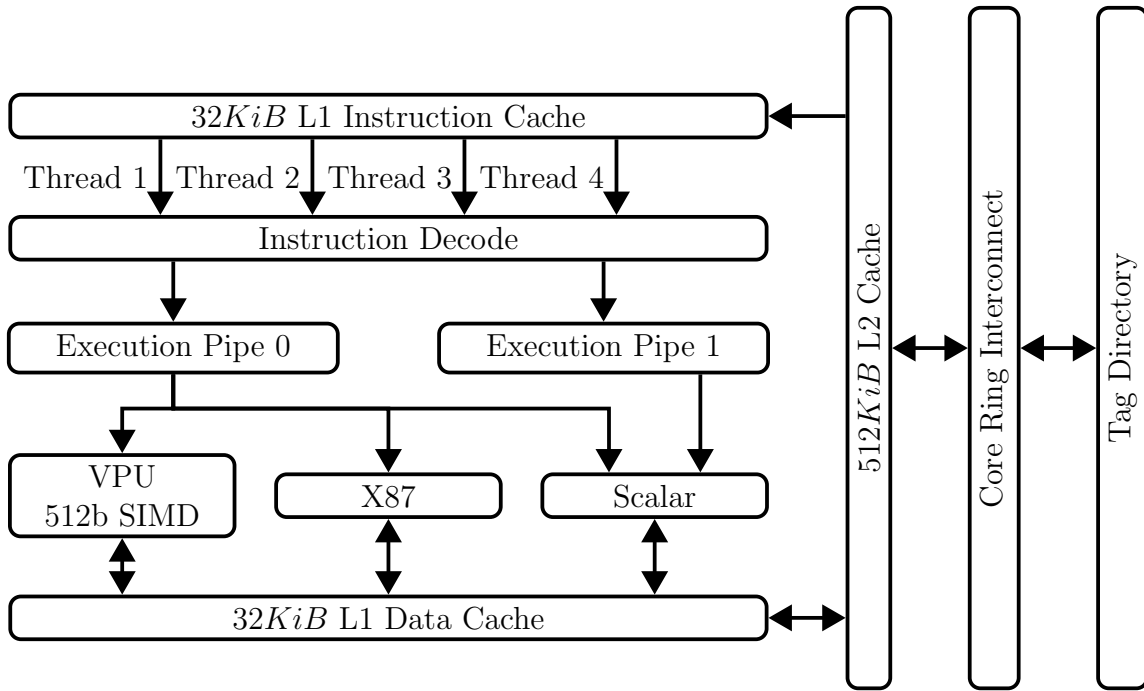 32KiB L1 Instruction Cache
Thread 1 Thread 2 Thread 3 Thread 4
Instruction Decode
Execution Pipe 0
Execution Pipe 1
VPU
512b SIMD
X87
Scalar
32KiB L1 Data Cache
512KiB L2 Cache
Core Ring Interconnect
Tag Directory